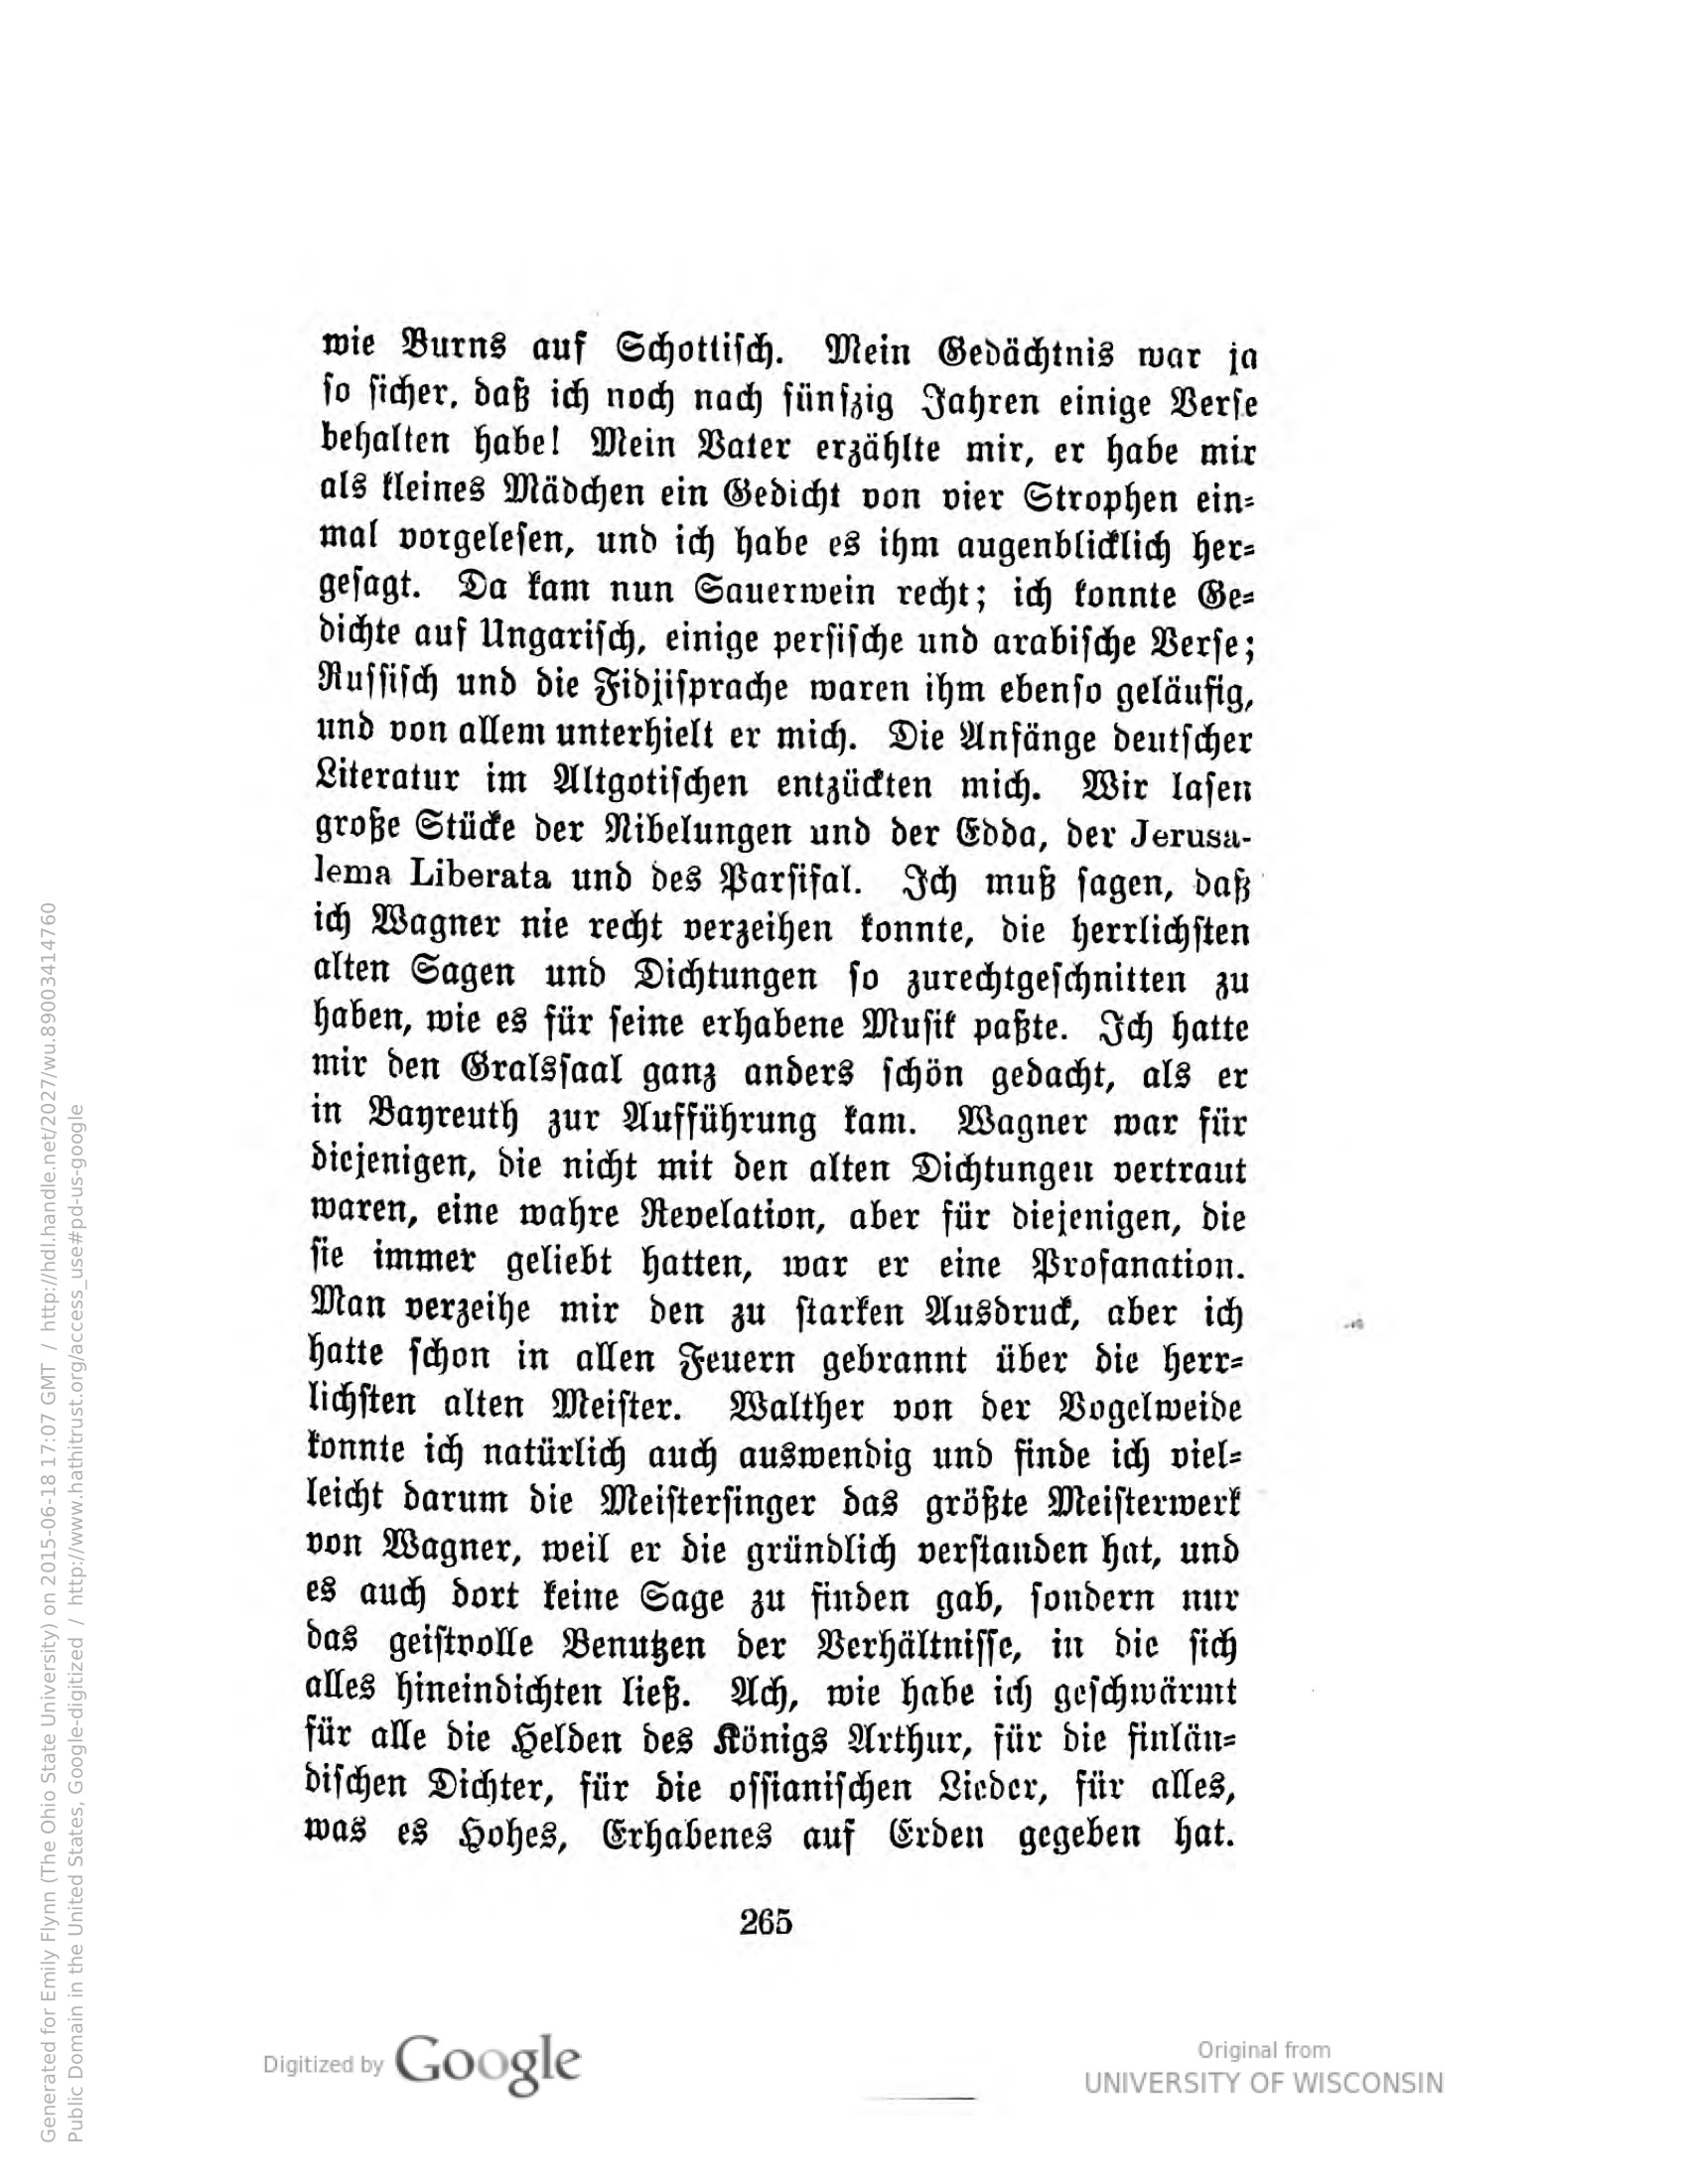 wie Burns auf Schottisch. Mein Gedächtnis war ja
so sicher, daß ich noch nach fünfzig Jahren einige Verse
behalten habe! Mein Vater erzählte mir, er habe mir
als kleines Mädchen ein Gedicht von vier Strophen ein-
mal vorgelesen, und ich habe es ihm augenblicklich her-
gesagt. Da kam nun Sauerwein recht; ich konnte Ge-
dichte auf Ungarisch, einige persische und arabische Verse;
Russisch und die Fidjisprache waren ihm ebenso geläufig,
und von allem unterhielt er mich. Die Anfänge deutscher
Literatur im Altgotischen entzückten mich. Wir lasen
große Stücke der Nibelungen und der Edda, der Jerusa-
lema Liberata und des Parsifal. Ich muß sagen, daß
ich Wagner nie recht verzeihen konnte, die herrlichsten
alten Sagen und Dichtungen so zurechtgeschnitten zu
haben, wie es für seine erhabene Musik paßte. Ich hatte
mir den Gralssaal ganz anders schön gedacht, als er
in Bayreuth zur Aufführung kam. Wagner war für
diejenigen, die nicht mit den alten Dichtungen vertraut
waren, eine wahre Revelation, aber für diejenigen, die
sie immer geliebt hatten, war er eine Profanation.
Man verzeihe mir den zu starken Ausdruck, aber ich
hatte schon in allen Feuern gebrannt über die herr-
lichsten alten Meister. Walther von der Vogelweide
konnte ich natürlich auch auswendig und finde ich viel-
leicht darum die Meistersinger das größte Meisterwerk
von Wagner, weil er die gründlich verstanden hat, und
es auch dort keine Sage zu finden gab, sondern nur
das geistvolle Benutzen der Verhältnisse, in die sich
alles hineindichten ließ. Ach, wie habe ich geschwärmt
für alle die Helden des Königs Arthur, für die finlän-
dischen Dichter, für die ossianischen Lieder, für alles,
was es Hohes, Erhabenes auf Erden gegeben hat.
265
Digitized by Google
Original from
UNIVERSITY OF WISCONSIN
Generated for Emily Flynn (The Ohio State University) on 2015-06-18 17:07 GMT / http://hdl.handle.net/2027/wu.89003414760
Public Domain in the United States, Google-digitized / http://www.hathitrust.org/access_use#pd-us-google